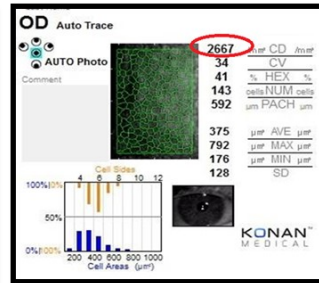 OD Auto Trace
AUTO Photo
Comment
2667 /mm² CD /mm²
34 CV
41 % HEX %
143 cells NUM cells
592 µm PACH µm
375 µm² AVE µm²
792 µm² MAX µm²
176 µm² MIN µm²
128 SD
Cell Sides
4 6 8 10 12
100%|0%
50%
0%|100%
200 400 600 800 1000
Cell Areas (µm²)
KONAN
MEDICAL